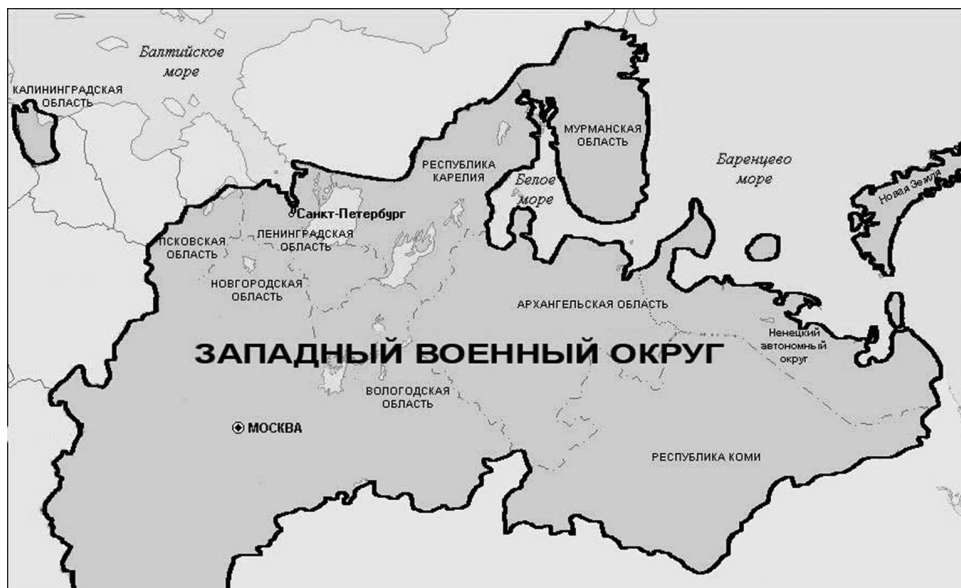 Балтийское
море
КАЛИНИНГРАДСКАЯ
ОБЛАСТЬ
МУРМАНСКАЯ
ОБЛАСТЬ
РЕСПУБЛИКА
КАРЕЛИЯ
Баренцево
море
Белое
море
Новая Земля
Санкт-Петербург
ЛЕНИНГРАДСКАЯ
ОБЛАСТЬ
ПСКОВСКАЯ
ОБЛАСТЬ
НОВГОРОДСКАЯ
ОБЛАСТЬ
АРХАНГЕЛЬСКАЯ ОБЛАСТЬ
Ненецкий
автономный
округ
ЗАПАДНЫЙ ВОЕННЫЙ ОКРУГ
ВОЛОГОДСКАЯ
ОБЛАСТЬ
МОСКВА
РЕСПУБЛИКА КОМИ